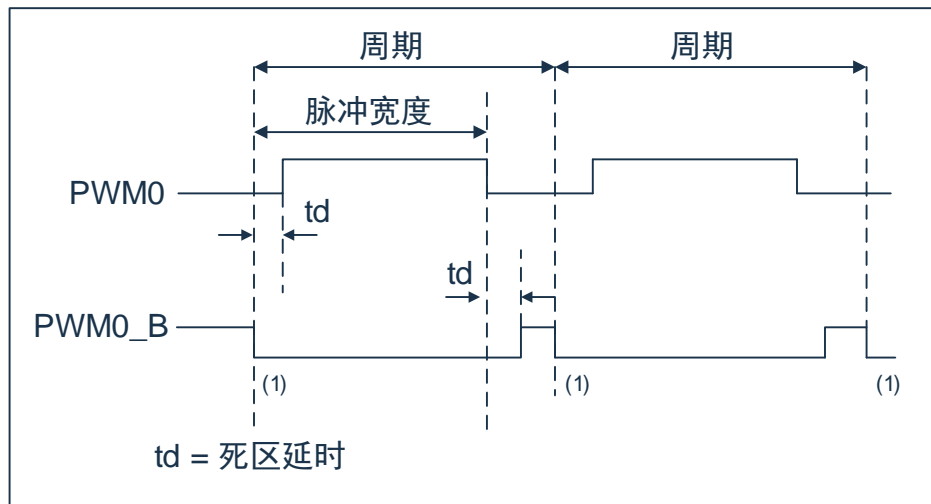 周期 周期
脉冲宽度
PWM0
td
td
PWM0_B
(1) (1) (1)
td = 死区延时